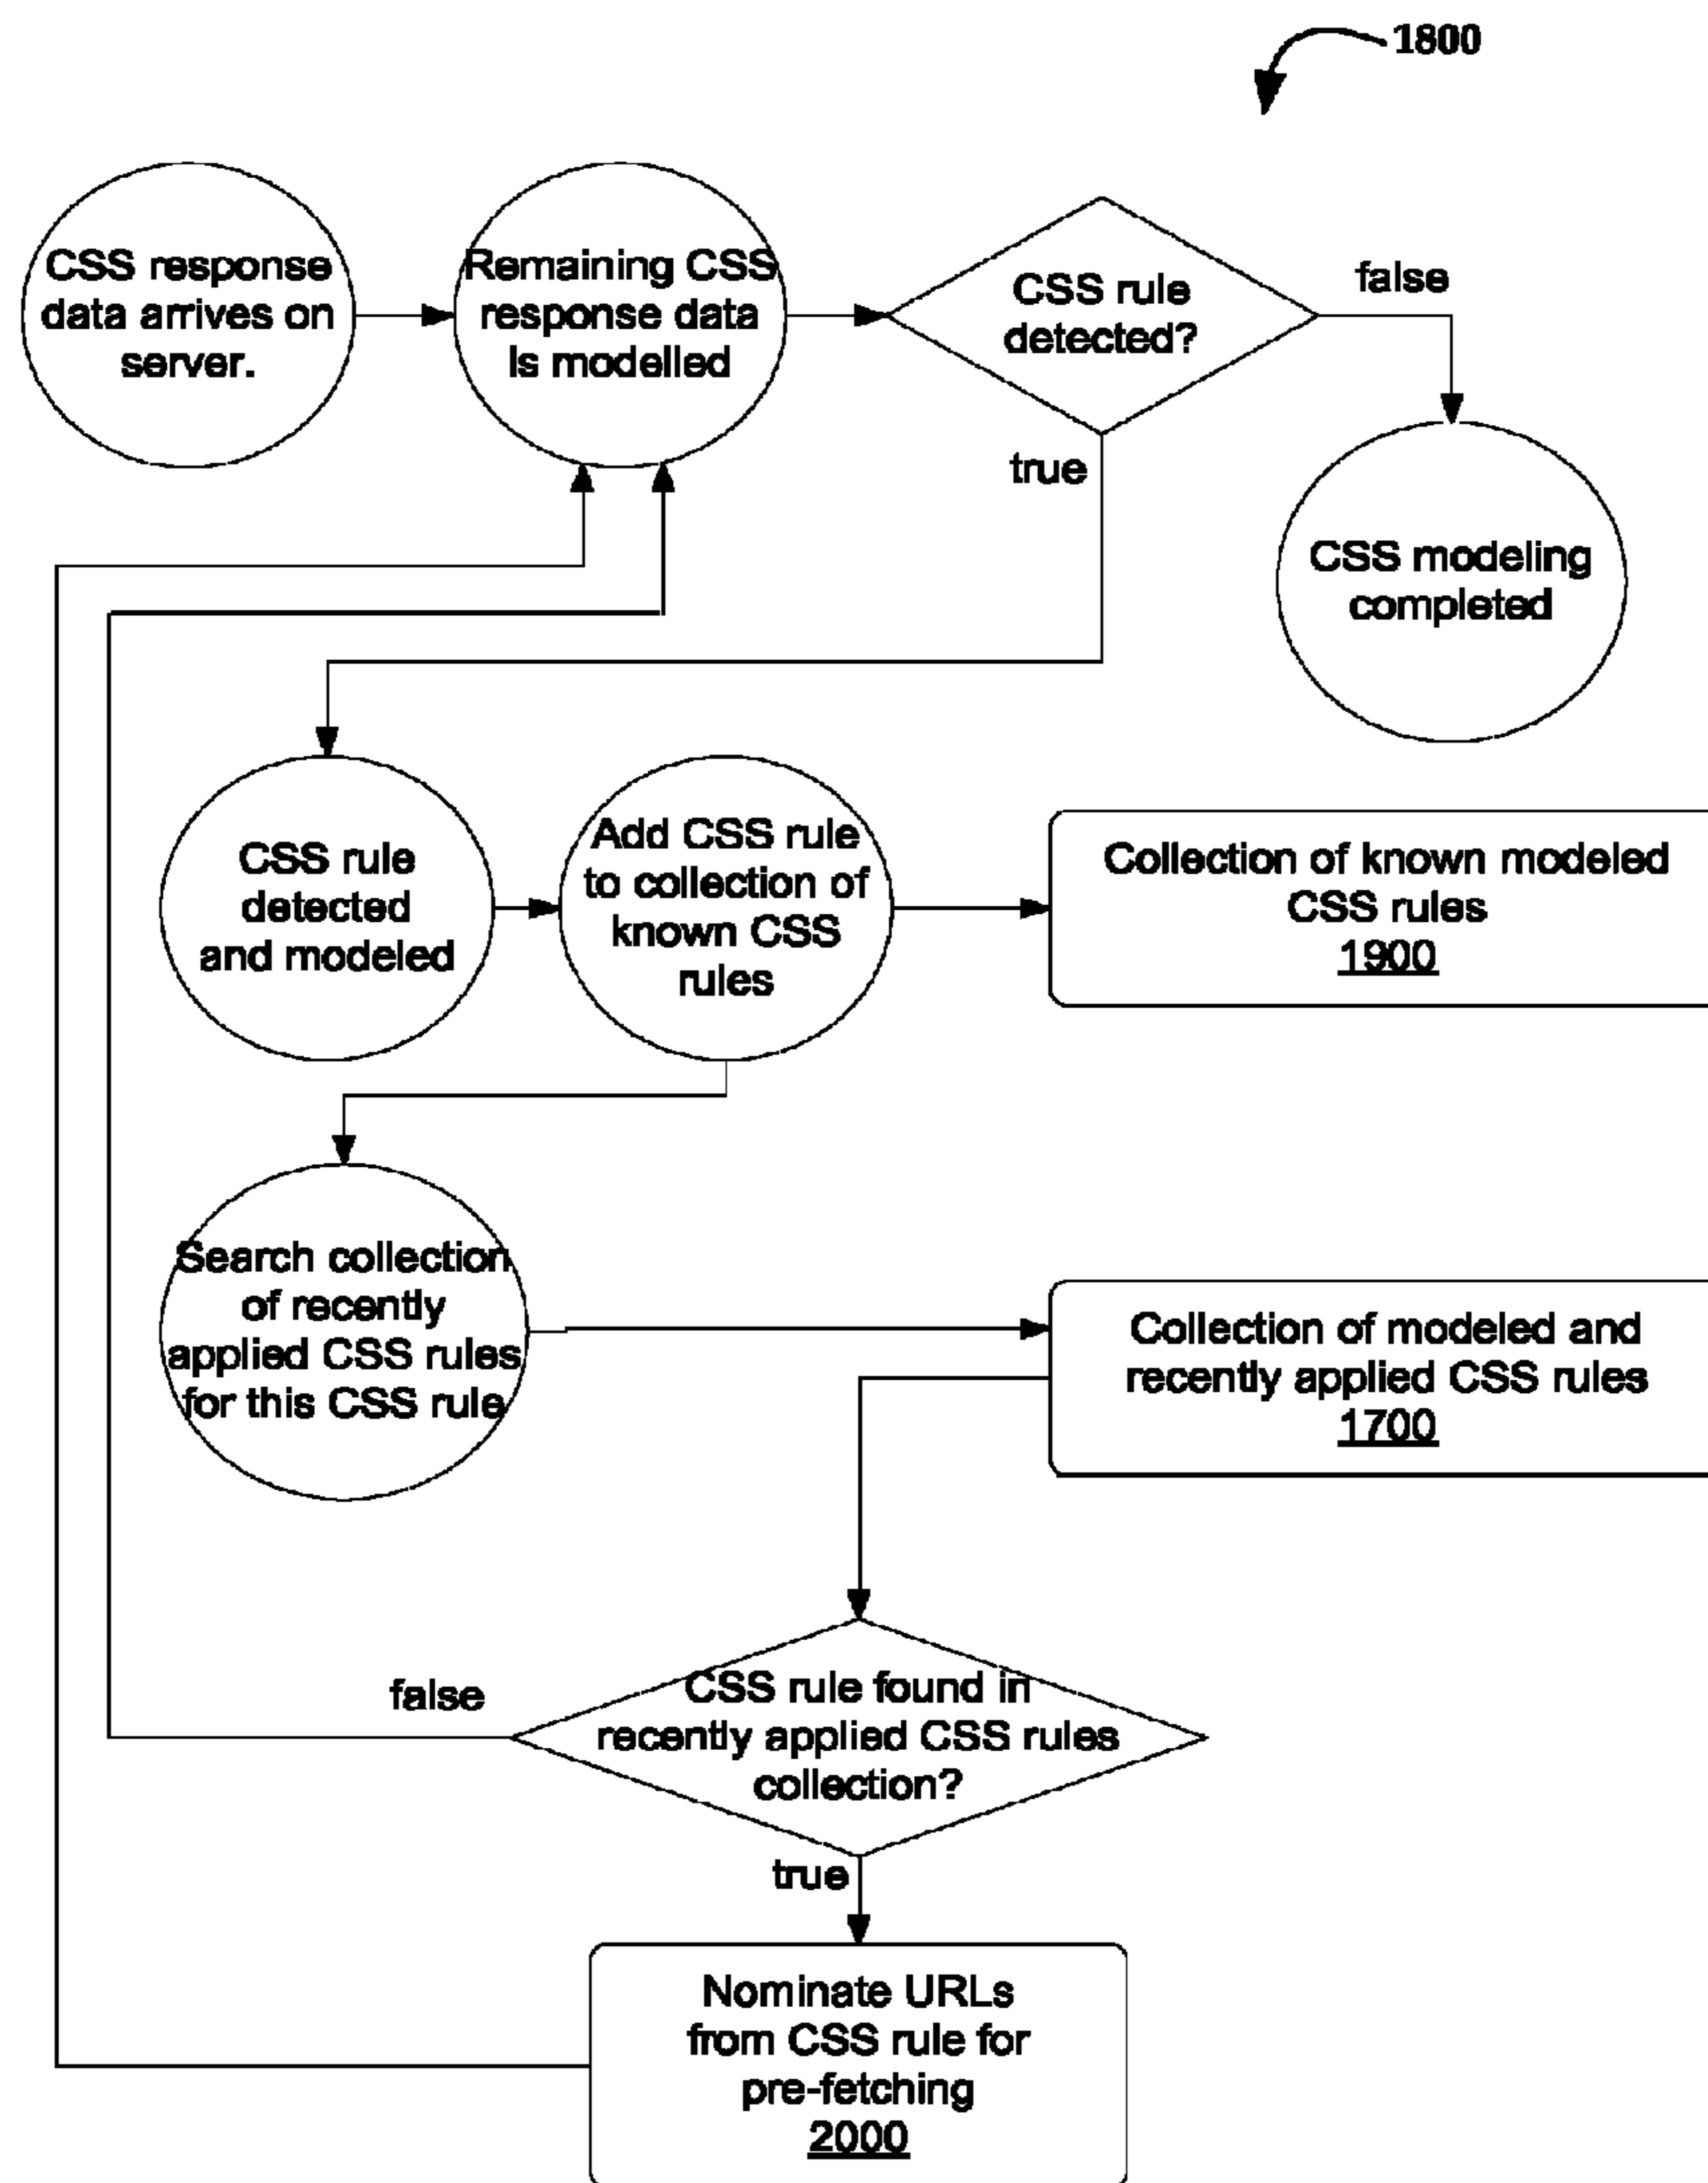 1800
CSS response
data arrives on
server.
Remaining CSS
response data
is modelled
CSS rule
detected?
false
true
CSS modeling
completed
CSS rule
detected
and modeled
Add CSS rule
to collection of
known CSS
rules
Collection of known modeled
CSS rules
1900
Search collection
of recently
applied CSS rules
for this CSS rule
Collection of modeled and
recently applied CSS rules
1700
false
CSS rule found in
recently applied CSS rules
collection?
true
Nominate URLs
from CSS rule for
pre-fetching
2000